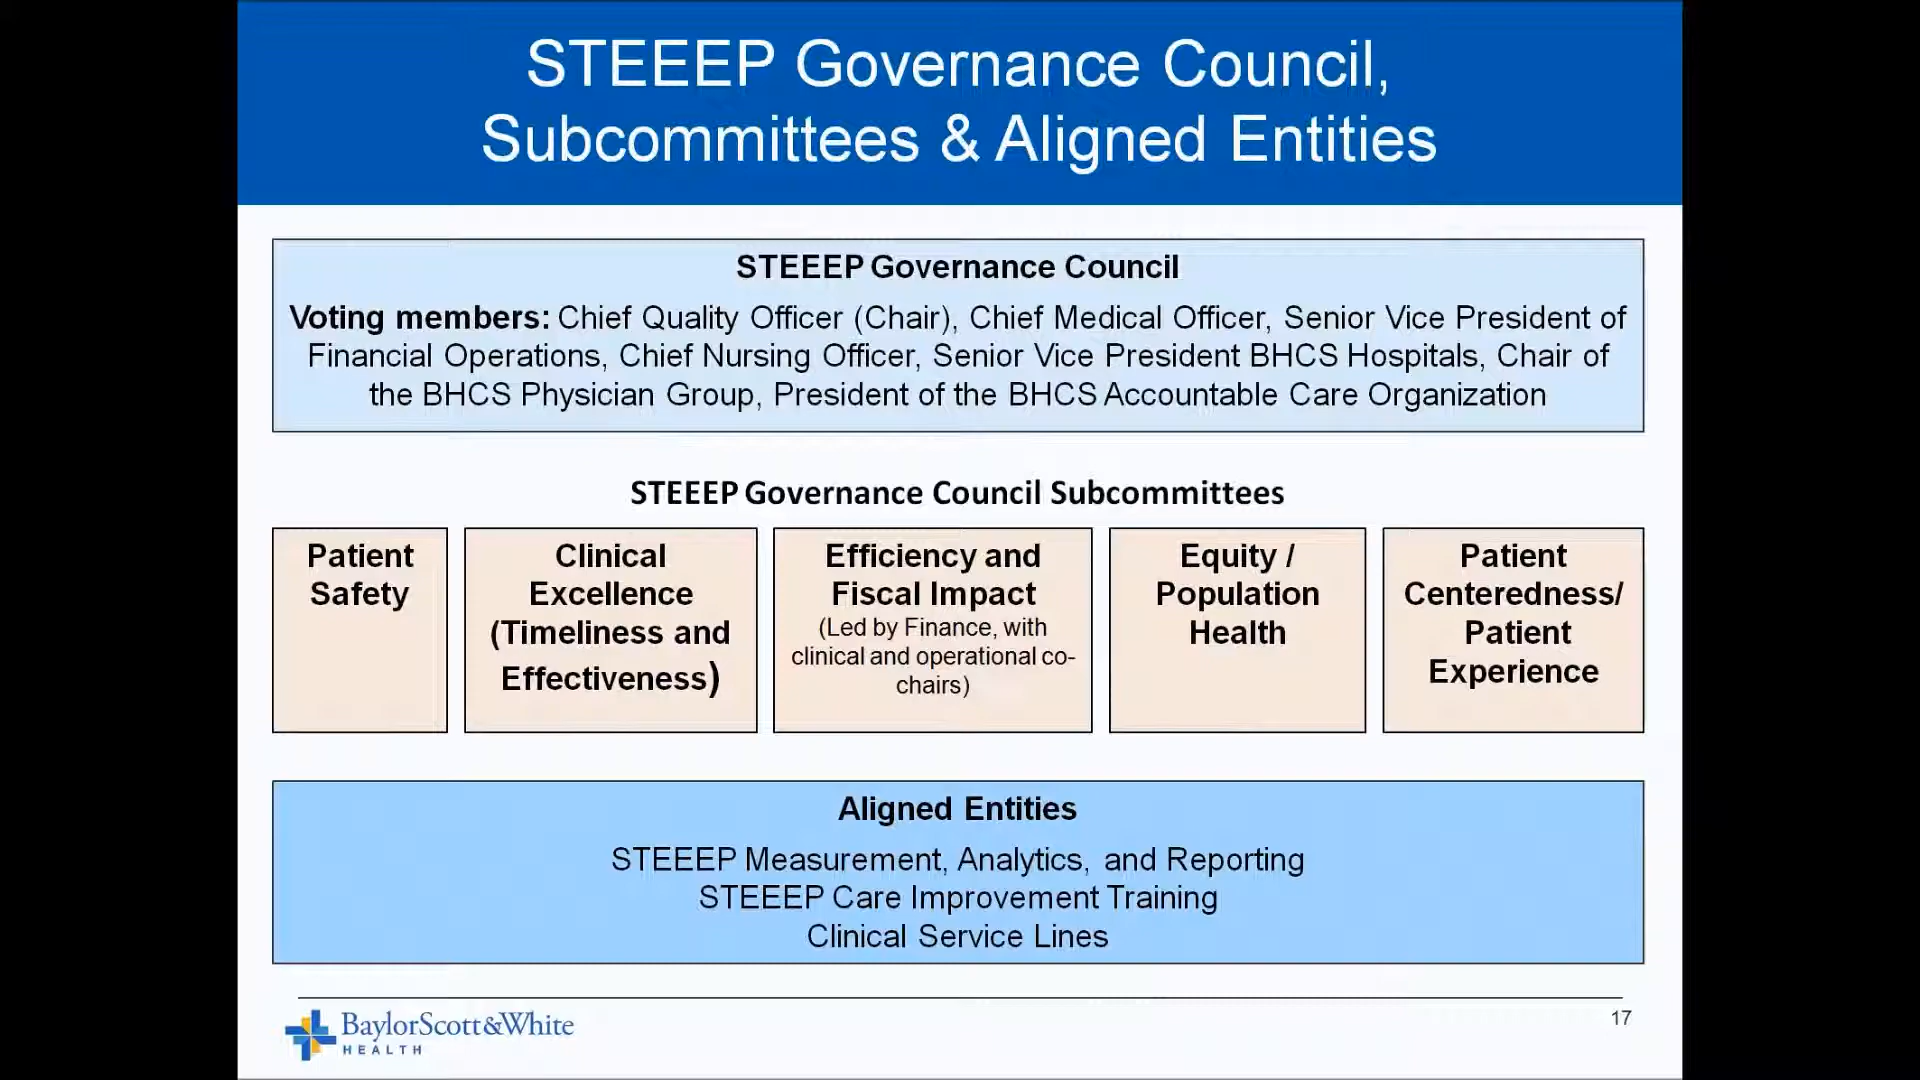 STEEEP Governance Council,
Subcommittees & Aligned Entities
STEEEP Governance Council
Voting members: Chief Quality Officer (Chair), Chief Medical Officer, Senior Vice President of
Financial Operations, Chief Nursing Officer, Senior Vice President BHCS Hospitals, Chair of
the BHCS Physician Group, President of the BHCS Accountable Care Organization
STEEEP Governance Council Subcommittees
Patient
Safety
Clinical
Excellence
(Timeliness and
Effectiveness)
Efficiency and
Fiscal Impact
(Led by Finance, with
clinical and operational co-
chairs)
Equity /
Population
Health
Patient
Centeredness/
Patient
Experience
Aligned Entities
STEEEP Measurement, Analytics, and Reporting
STEEEP Care Improvement Training
Clinical Service Lines
BaylorScott&White
HEALTH
17